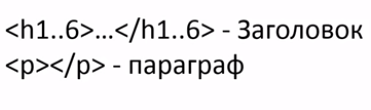 <h1..6>...</h1..6> - Заголовок
<p></p> - параграф